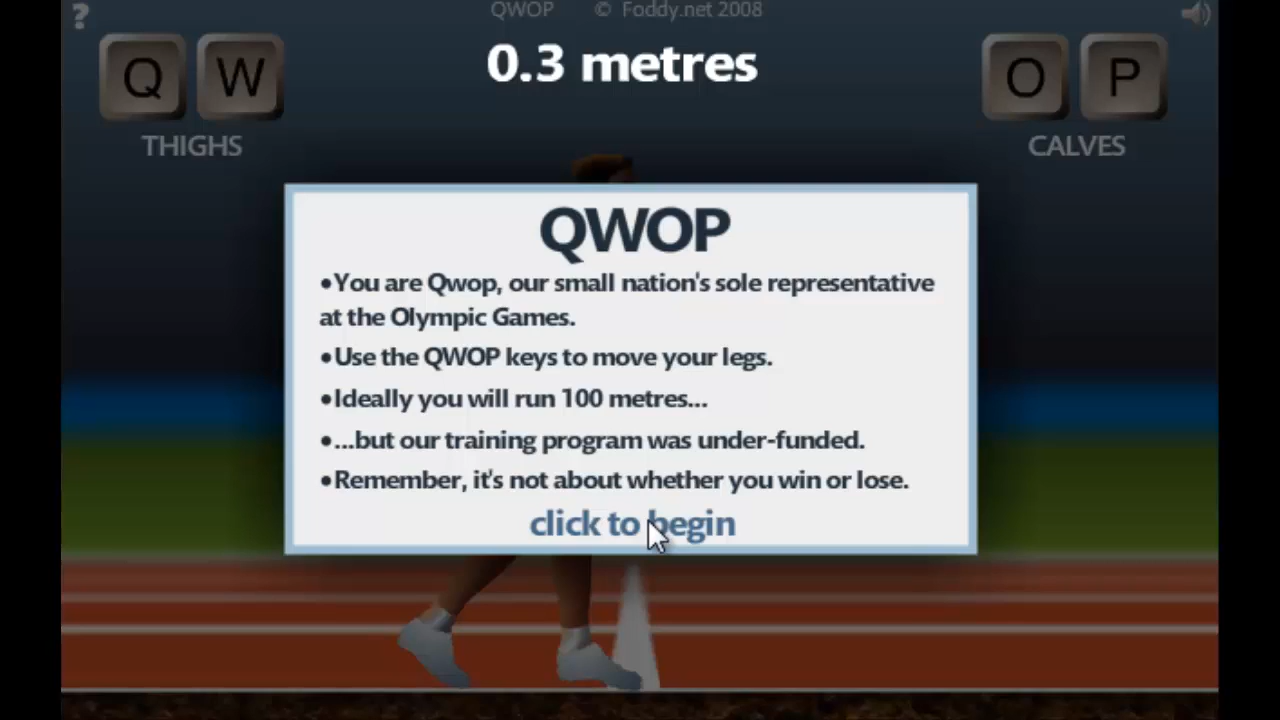 ?
QWOP © Foddy.net 2008
Q W
0.3 metres
O P
THIGHS
CALVES
QWOP
•You are Qwop, our small nation's sole representative
at the Olympic Games.
•Use the QWOP keys to move your legs.
•Ideally you will run 100 metres...
•...but our training program was under-funded.
•Remember, it's not about whether you win or lose.
click to begin